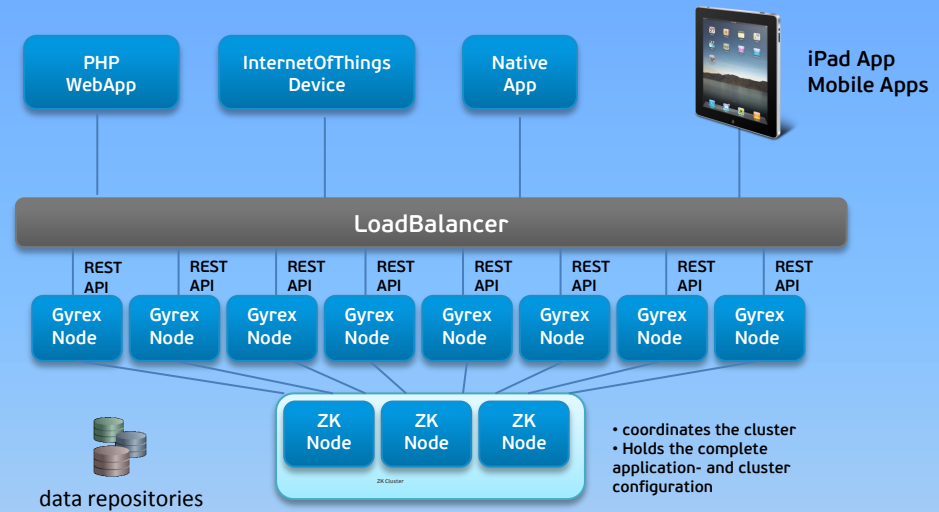 PHP
WebApp
InternetOfThings
Device
Native
App
iPad App
Mobile Apps
LoadBalancer
REST
API
REST
API
REST
API
REST
API
REST
API
REST
API
REST
API
REST
API
Gyrex
Node
Gyrex
Node
Gyrex
Node
Gyrex
Node
Gyrex
Node
Gyrex
Node
Gyrex
Node
Gyrex
Node
ZK
Node
ZK
Node
ZK
Node
ZK Cluster
• coordinates the cluster
• Holds the complete
application- and cluster
configuration
data repositories